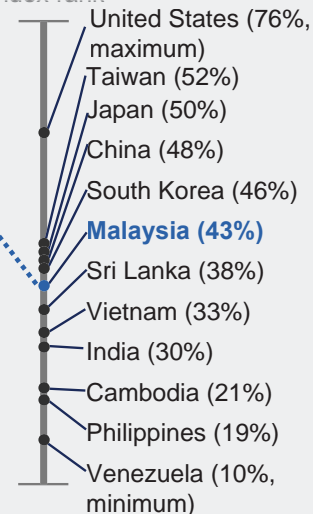 United States (76%,
maximum)
Taiwan (52%)
Japan (50%)
China (48%)
South Korea (46%)
Malaysia (43%)
Sri Lanka (38%)
Vietnam (33%)
India (30%)
Cambodia (21%)
Philippines (19%)
Venezuela (10%,
minimum)